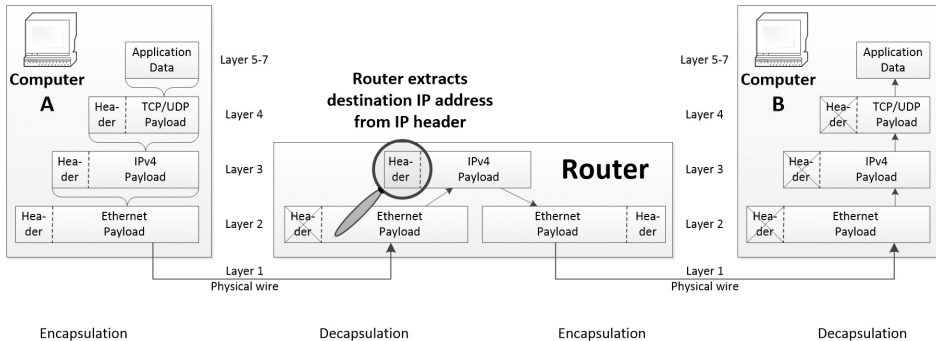 Computer
A
Application
Data
Hea-
der
TCP/UDP
Payload
Hea-
der
IPv4
Payload
Hea-
der
Ethernet
Payload
Layer 5-7
Layer 4
Layer 3
Layer 2
Layer 1
Physical wire
Router extracts
destination IP address
from IP header
Router
Hea-
der
IPv4
Payload
Hea-
der
Ethernet
Payload
Ethernet
Payload
Hea-
der
Layer 5-7
Layer 4
Layer 3
Layer 2
Layer 1
Physical wire
Computer
B
Application
Data
Hea-
der
TCP/UDP
Payload
Hea-
der
IPv4
Payload
Hea-
der
Ethernet
Payload
Encapsulation
Decapsulation
Encapsulation
Decapsulation